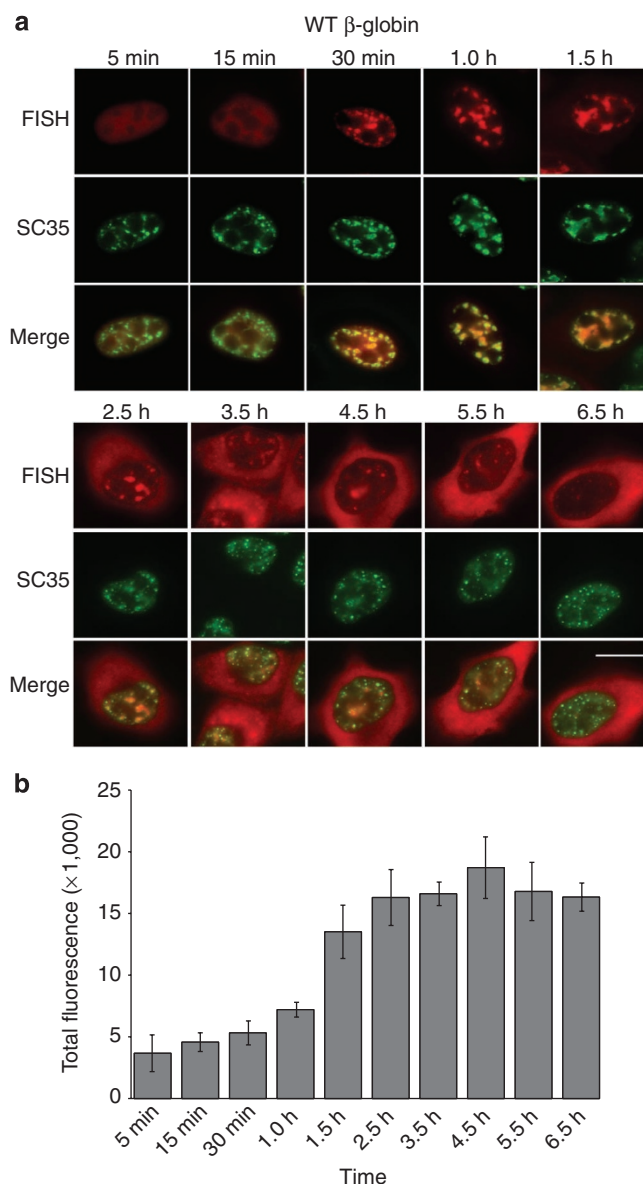 a
WT β-globin
5 min 15 min 30 min 1.0 h 1.5 h
FISH
SC35
Merge
2.5 h 3.5 h 4.5 h 5.5 h 6.5 h
FISH
SC35
Merge
b
Total fluorescence (× 1,000)
25
20
15
10
5
0
5 min 15 min 30 min 1.0 h 1.5 h 2.5 h 3.5 h 4.5 h 5.5 h 6.5 h
Time